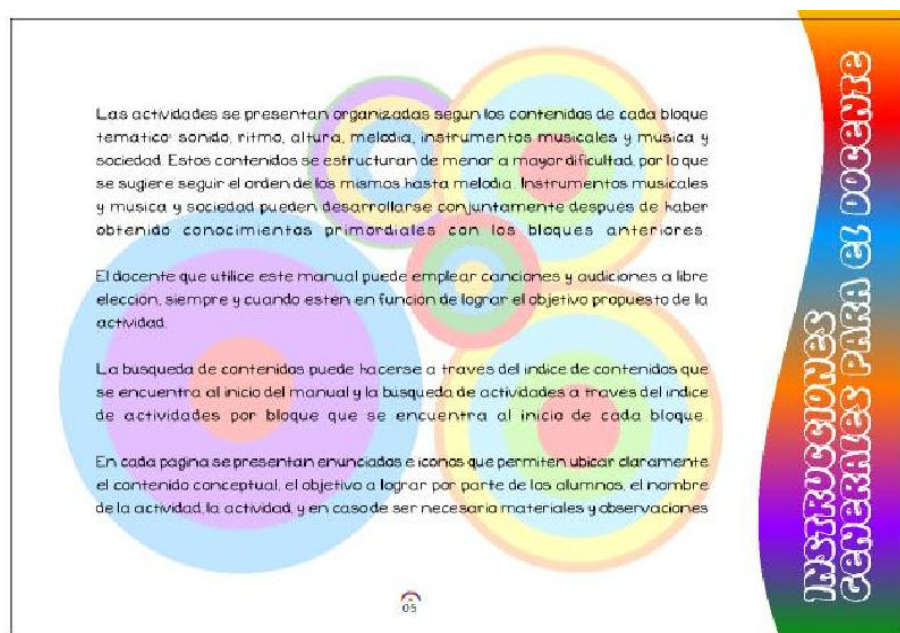 Las actividades se presentan organizadas segun los contenidos de cada bloque
tematico: sonido, ritmo, altura, melodia, instrumentos musicales y musica y
sociedad. Estos contenidos se estructuran de menor a mayor dificultad, por lo que
se sugiere seguir el orden de los mismos hasta melodia. Instrumentos musicales
y musica y sociedad pueden desarrollarse conjuntamente después de haber
obtenido conocimientos primordiales con los bloques anteriores.
El docente que utilice este manual puede emplear canciones y audiciones a libre
elección, siempre y cuando estén en función de lograr el objetivo propuesto de la
actividad.
La búsqueda de contenidos puede hacerse a traves del indice de contenidos que
se encuentra al inicio del manual y la búsqueda de actividades a traves del indice
de actividades por bloque que se encuentra al inicio de cada bloque.
En cada pagina se presentan enunciados e iconos que permiten ubicar claramente
el contenido conceptual, el objetivo a lograr por parte de los alumnos, el nombre
de la actividad, la actividad, y en caso de ser necesario materiales y observaciones
05
INSTRUCCIONES
GENERALES PARA EL DOCENTE